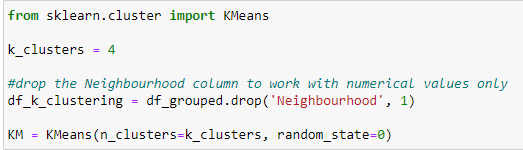 from sklearn.cluster import KMeans
k_clusters = 4
#drop the Neighbourhood column to work with numerical values only
df_k_clustering = df_grouped.drop('Neighbourhood', 1)
KM = KMeans(n_clusters=k_clusters, random_state=0)